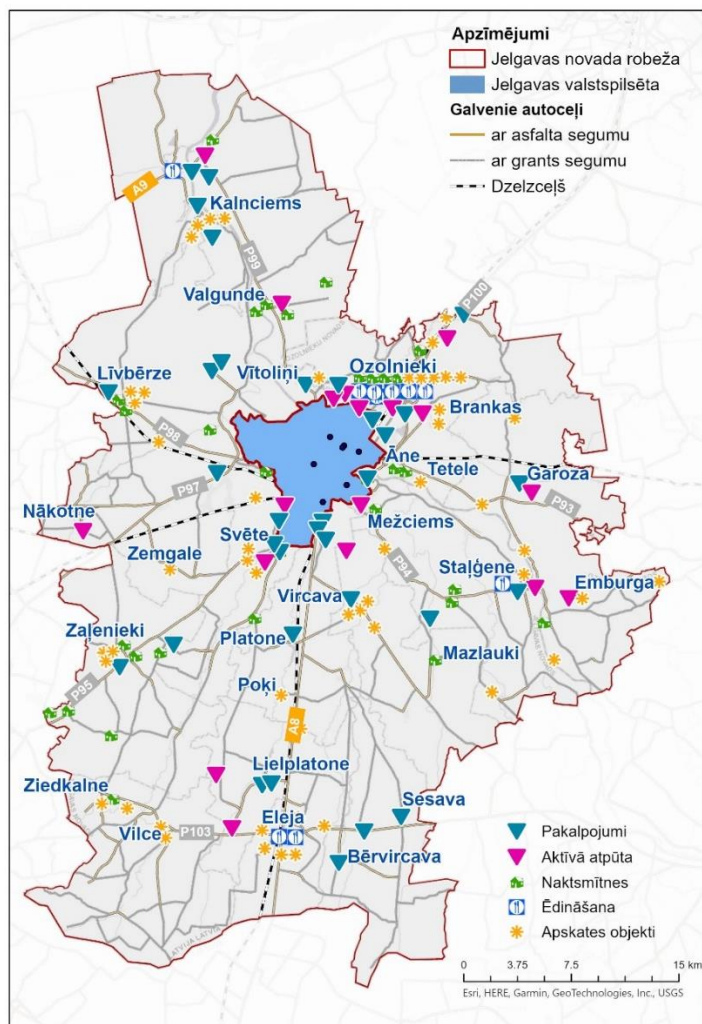 Apzīmējumi
Jelgavas novada robeža
Jelgavas valstspilsēta
Galvenie autoceļi
ar asfalta segumu
ar grants segumu
Dzelzceļš
A9
Kalnciems
P99
Valgunde
P100
OZOLNIEKU NOVADS
Līvbērze
Vītoliņi
Ozolnieki
Brankas
P98
Āne
Tetele
Garoza
P97
P93
Nākotne
Mežciems
Svēte
Zemgale
P94
Staļģene
Emburga
Vircava
Zaļenieki
Platone
Mazlauki
P95
Poķi
A8
Lielplatone
Ziedkalne
Sesava
Eleja
Vilce
P103
Bērvircava
Pakalpojumi
Aktīvā atpūta
Naktsmītnes
Ēdināšana
Apskates objekti
LATVIJA
0 3.75 7.5 15 km
Esri, HERE, Garmin, GeoTechnologies, Inc., USGS